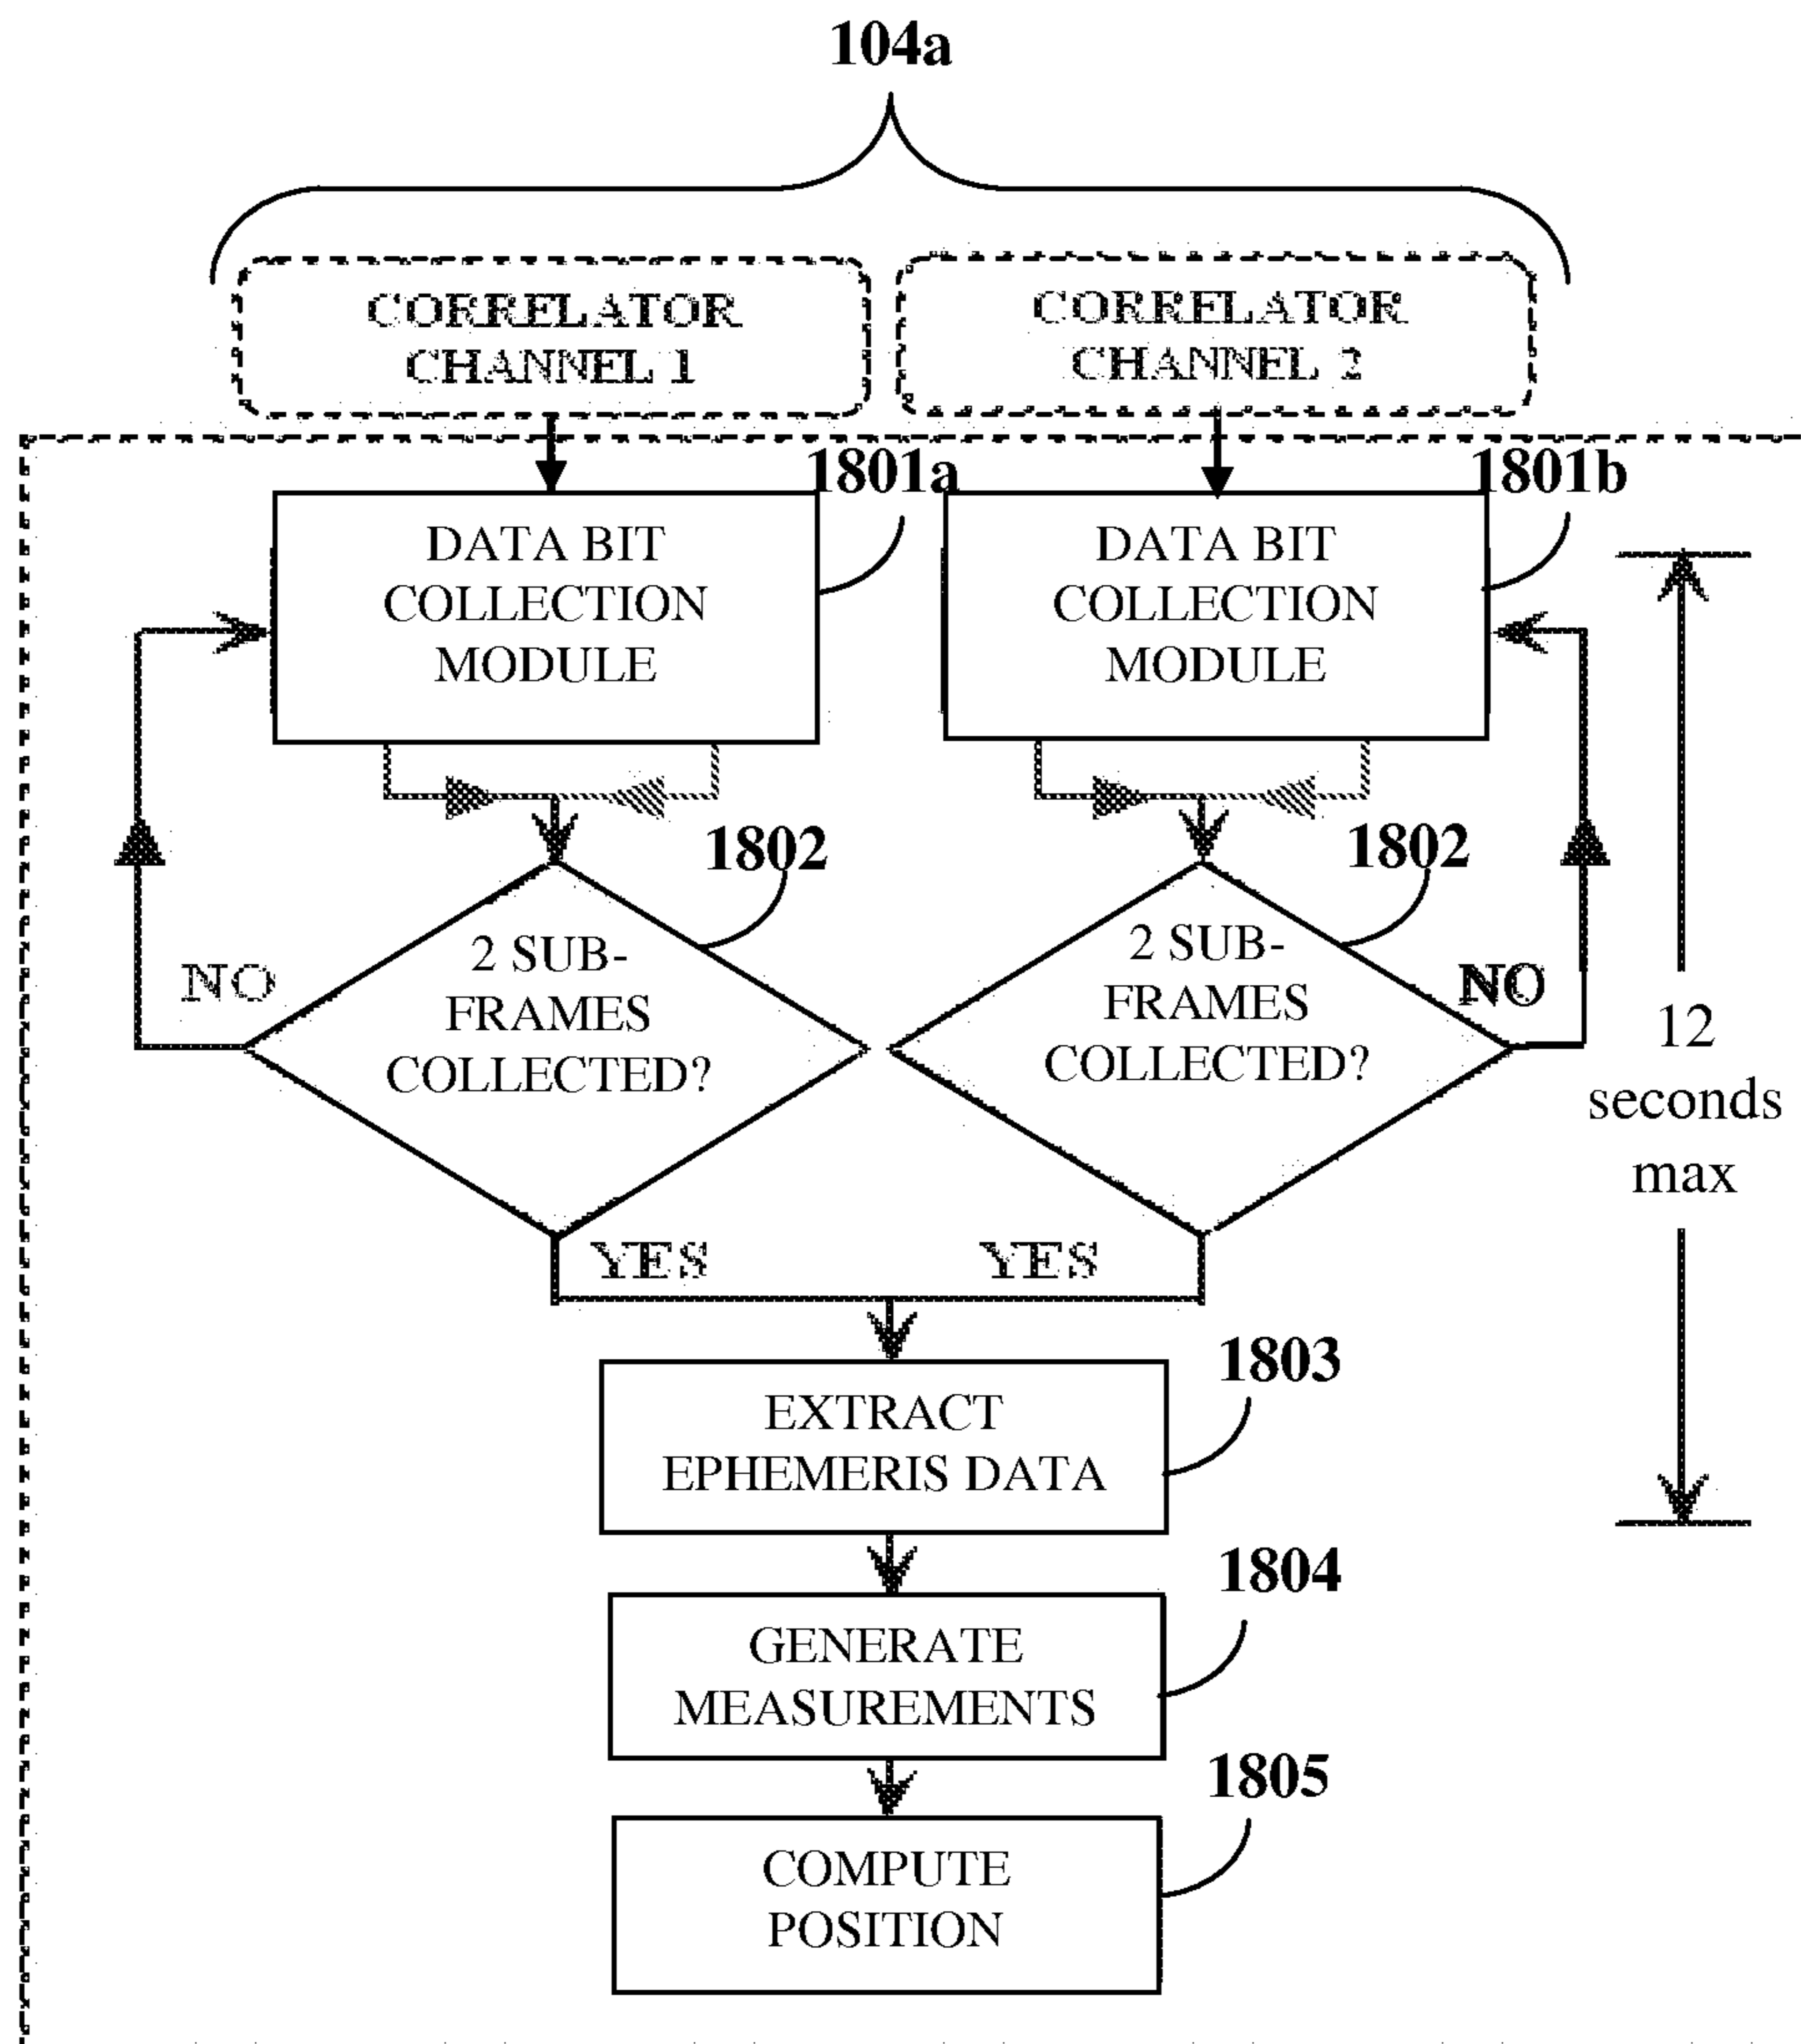 104a
CORRELATOR
CHANNEL 1
CORRELATOR
CHANNEL 2
1801a
1801b
DATA BIT
COLLECTION
MODULE
DATA BIT
COLLECTION
MODULE
1802
1802
2 SUB-
FRAMES
COLLECTED?
2 SUB-
FRAMES
COLLECTED?
NO
NO
12
seconds
max
YES
YES
1803
EXTRACT
EPHEMERIS DATA
1804
GENERATE
MEASUREMENTS
1805
COMPUTE
POSITION